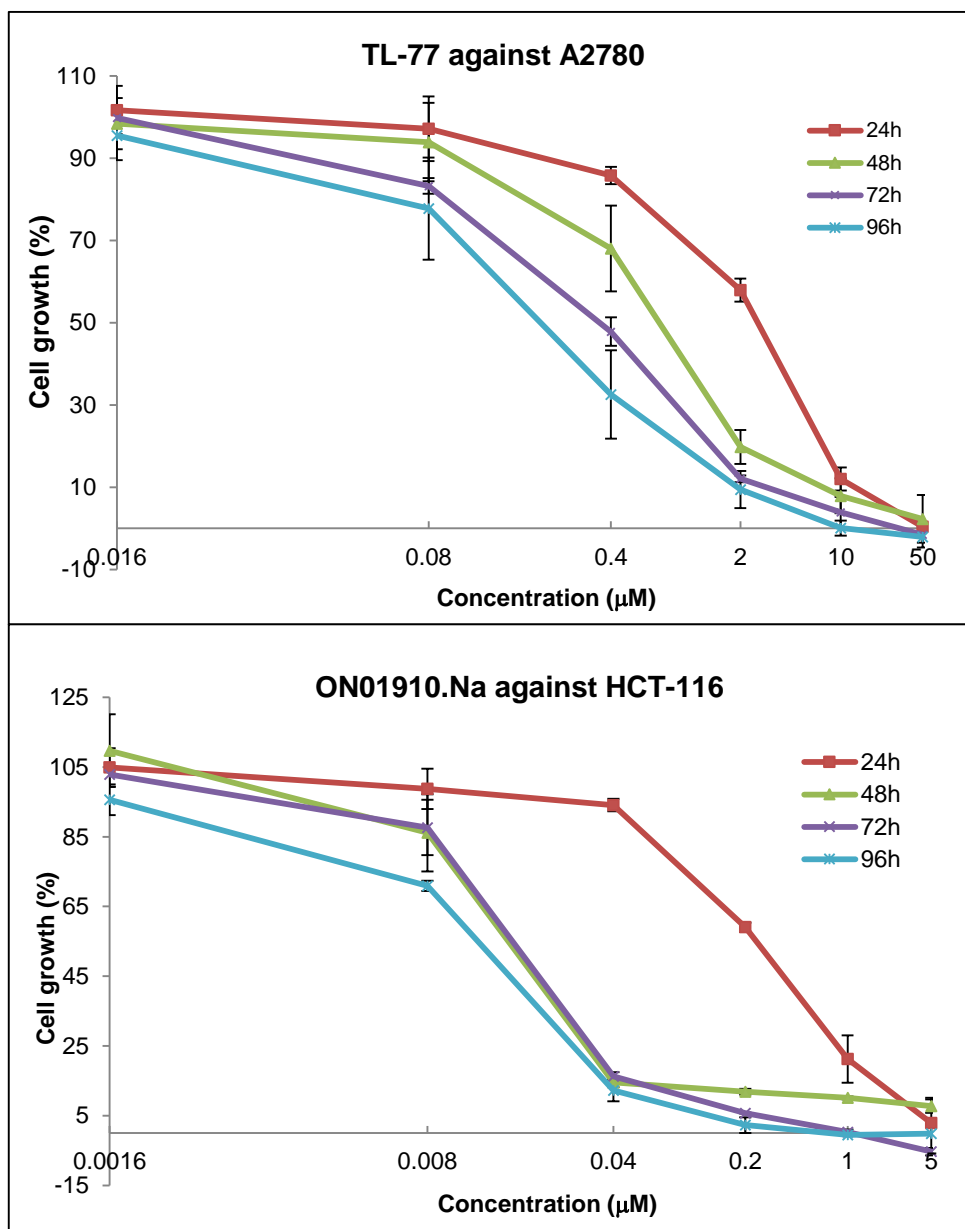 TL-77 against A2780
110
90
70
50
30
10
-10
Cell growth (%)
24h
48h
72h
96h
0.016 0.08 0.4 2 10 50
Concentration (μM)
ON01910.Na against HCT-116
125
105
85
65
45
25
5
-15
Cell growth (%)
24h
48h
72h
96h
0.0016 0.008 0.04 0.2 1 5
Concentration (μM)